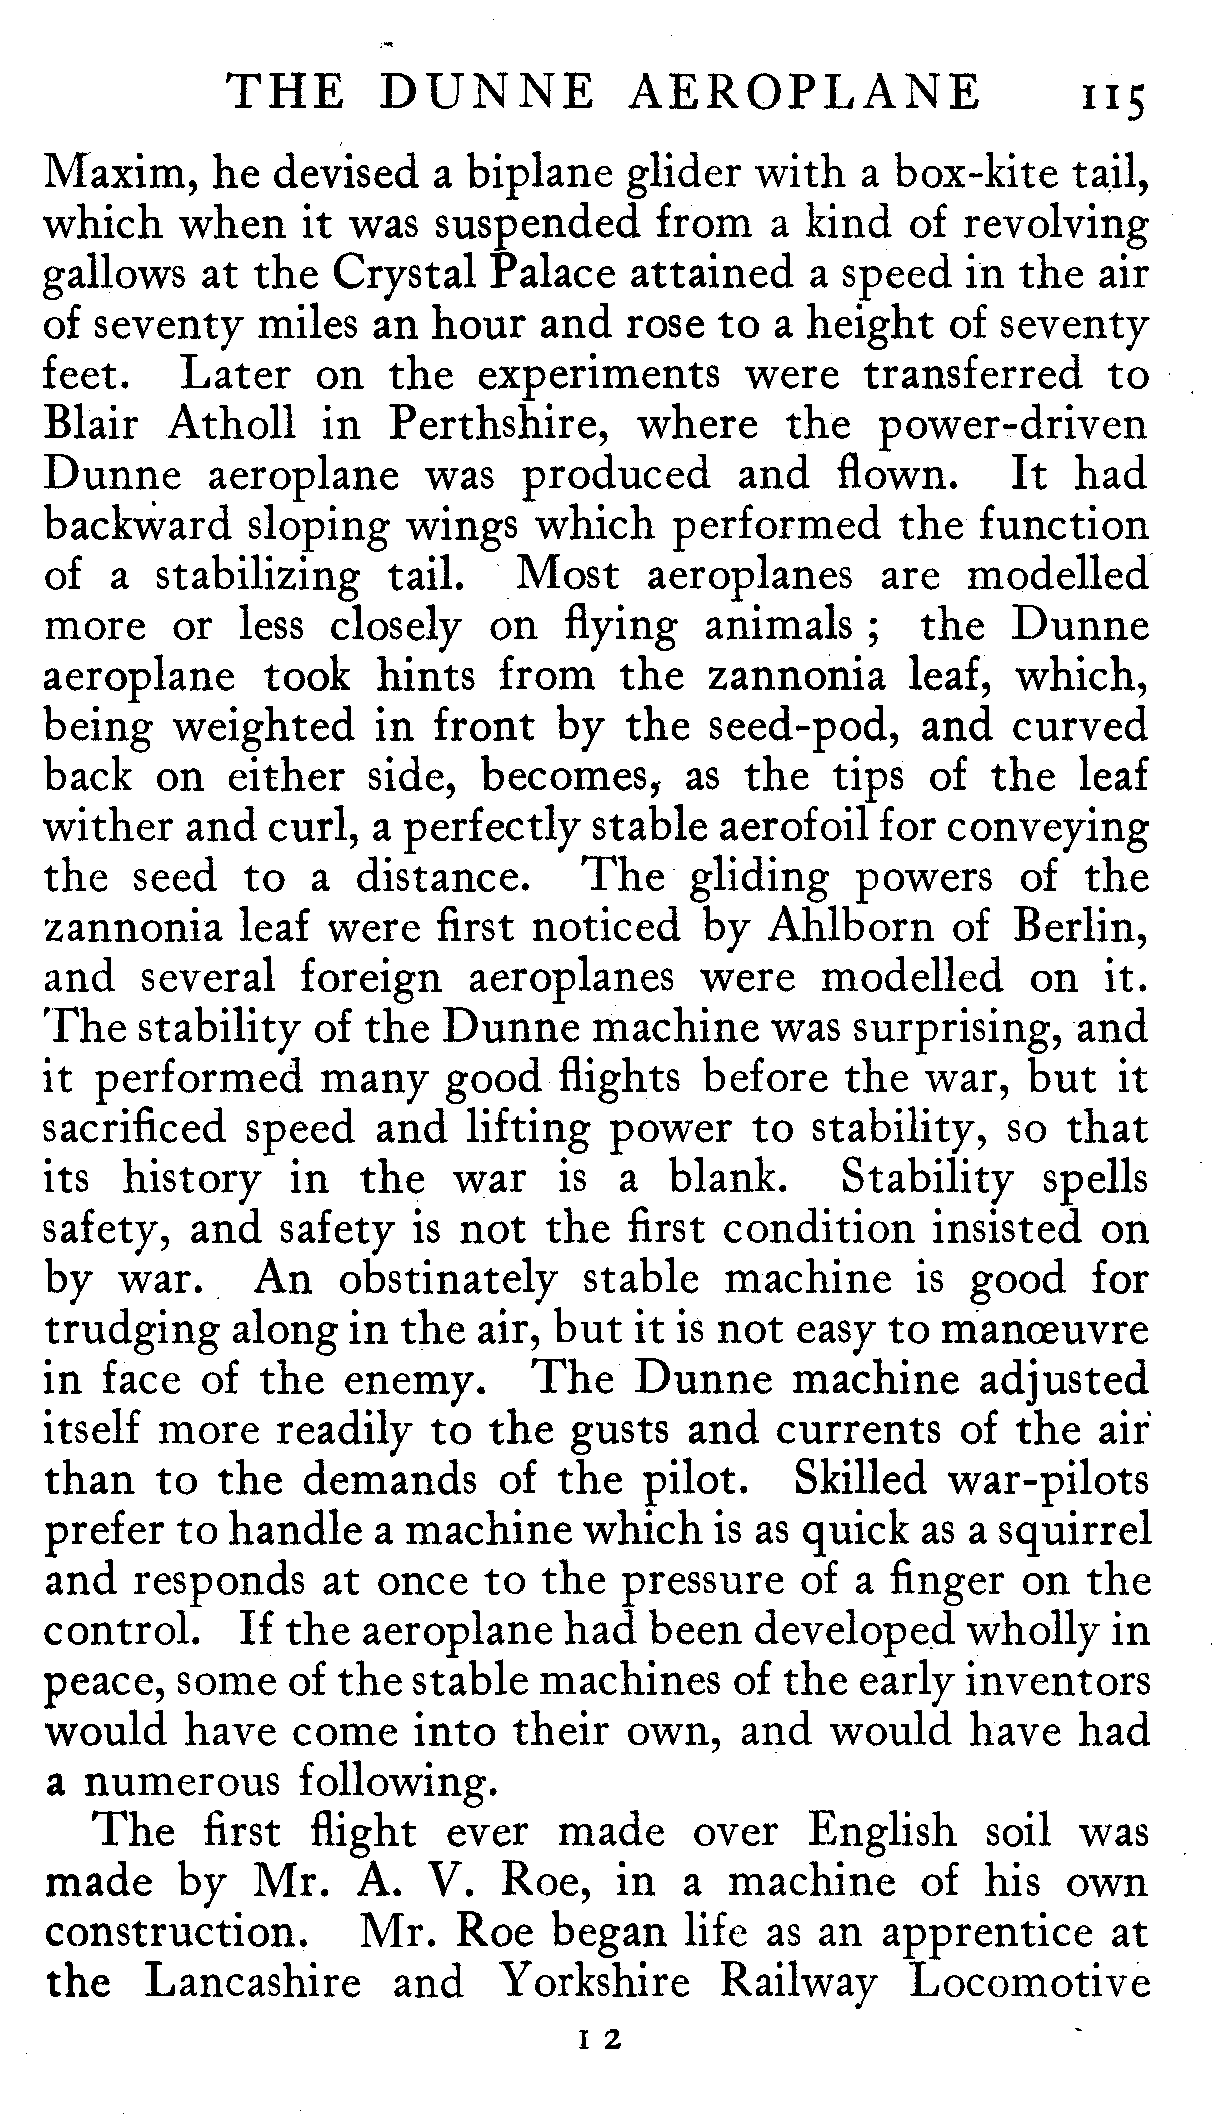 THE DUNNE AEROPLANE 115
Maxim, he devised a biplane glider with a box-kite tail,
which when it was suspended from a kind of revolving
gallows at the Crystal Palace attained a speed in the air
of seventy miles an hour and rose to a height of seventy
feet. Later on the experiments were transferred to
Blair Atholl in Perthshire, where the power-driven
Dunne aeroplane was produced and flown. It had
backward sloping wings which performed the function
of a stabilizing tail. Most aeroplanes are modelled
more or less closely on flying animals ; the Dunne
aeroplane took hints from the zannonia leaf, which,
being weighted in front by the seed-pod, and curved
back on either side, becomes, as the tips of the leaf
wither and curl, a perfectly stable aerofoil for conveying
the seed to a distance. The gliding powers of the
zannonia leaf were first noticed by Ahlborn of Berlin,
and several foreign aeroplanes were modelled on it.
The stability of the Dunne machine was surprising, and
it performed many good flights before the war, but it
sacrificed speed and lifting power to stability, so that
its history in the war is a blank. Stability spells
safety, and safety is not the first condition insisted on
by war. An obstinately stable machine is good for
trudging along in the air, but it is not easy to manœuvre
in face of the enemy. The Dunne machine adjusted
itself more readily to the gusts and currents of the air
than to the demands of the pilot. Skilled war-pilots
prefer to handle a machine which is as quick as a squirrel
and responds at once to the pressure of a finger on the
control. If the aeroplane had been developed wholly in
peace, some of the stable machines of the early inventors
would have come into their own, and would have had
a numerous following.
The first flight ever made over English soil was
made by Mr. A. V. Roe, in a machine of his own
construction. Mr. Roe began life as an apprentice at
the Lancashire and Yorkshire Railway Locomotive
I 2